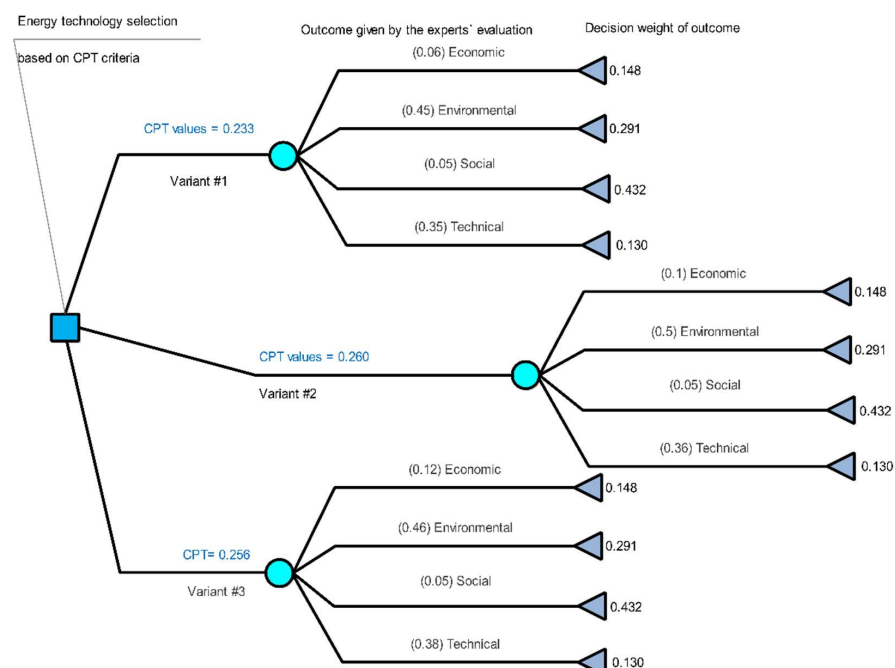 Energy technology selection
based on CPT criteria
Outcome given by the experts` evaluation
Decision weight of outcome
(0.06) Economic
0.148
CPT values = 0.233
(0.45) Environmental
0.291
Variant #1
(0.05) Social
0.432
(0.35) Technical
0.130
(0.1) Economic
0.148
CPT values = 0.260
(0.5) Environmental
0.291
Variant #2
(0.05) Social
0.432
(0.36) Technical
0.130
(0.12) Economic
0.148
CPT= 0.256
(0.46) Environmental
0.291
Variant #3
(0.05) Social
0.432
(0.38) Technical
0.130